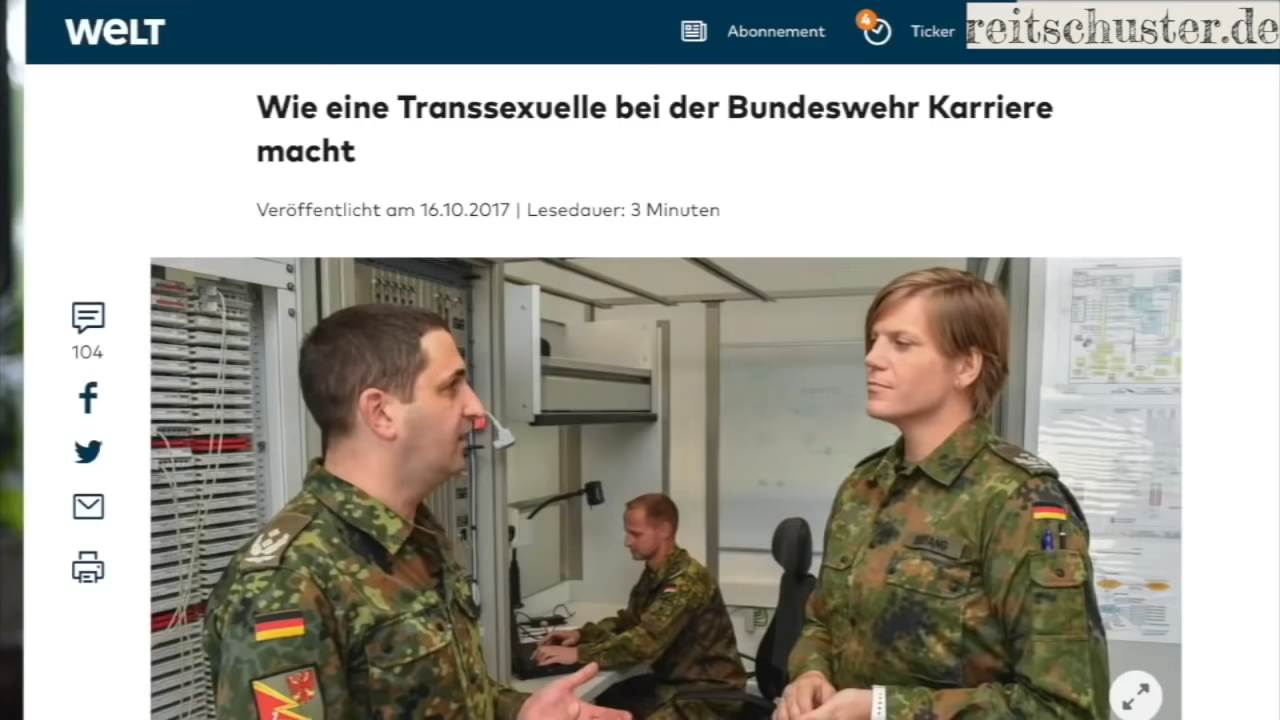 WELT
Abonnement
4
Ticker
reitschuster.de
Wie eine Transsexuelle bei der Bundeswehr Karriere
macht
Veröffentlicht am 16.10.2017 | Lesedauer: 3 Minuten
104